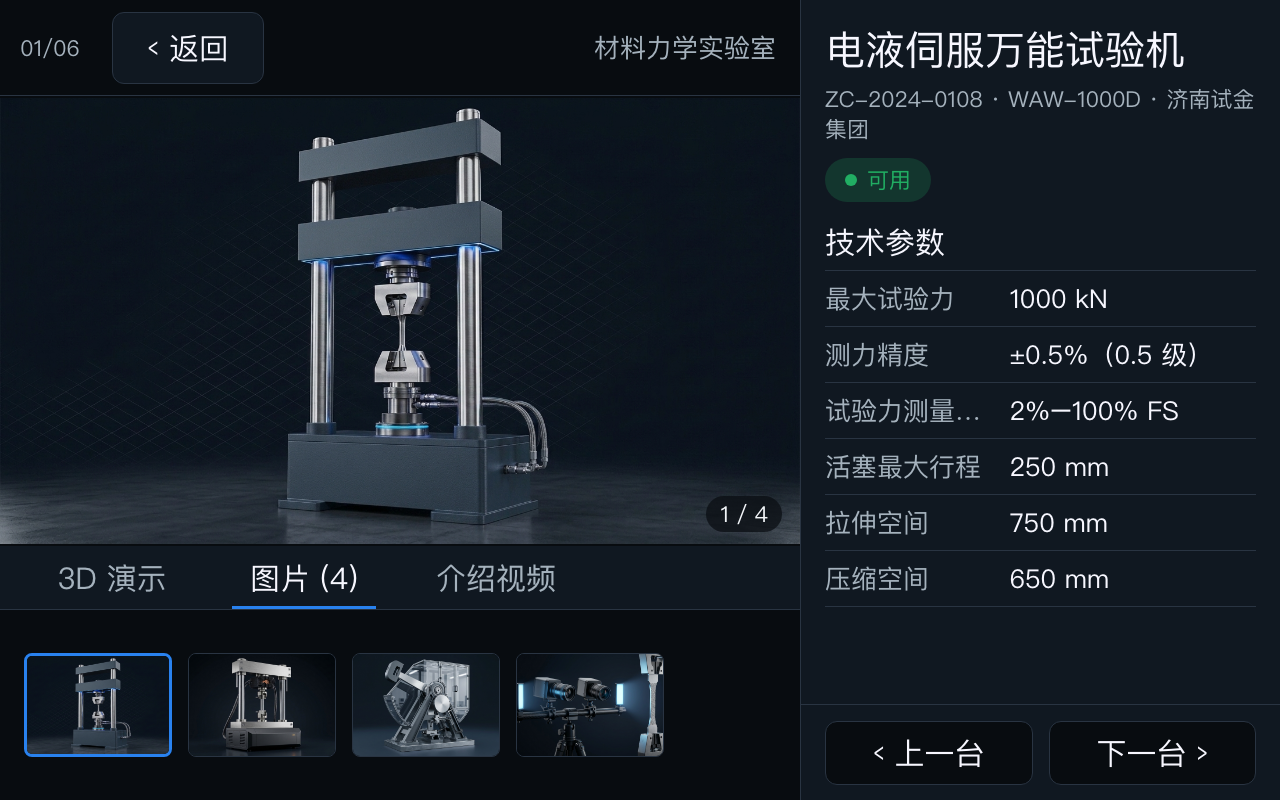 01/06
‹ 返回
材料力学实验室
1 / 4
3D 演示
图片 (4)
介绍视频
电液伺服万能试验机
ZC-2024-0108 · WAW-1000D · 济南试金
集团
可用
技术参数
最大试验力 1000 kN
测力精度 ±0.5%（0.5 级）
试验力测量... 2%—100% FS
活塞最大行程 250 mm
拉伸空间 750 mm
压缩空间 650 mm
‹ 上一台
下一台 ›